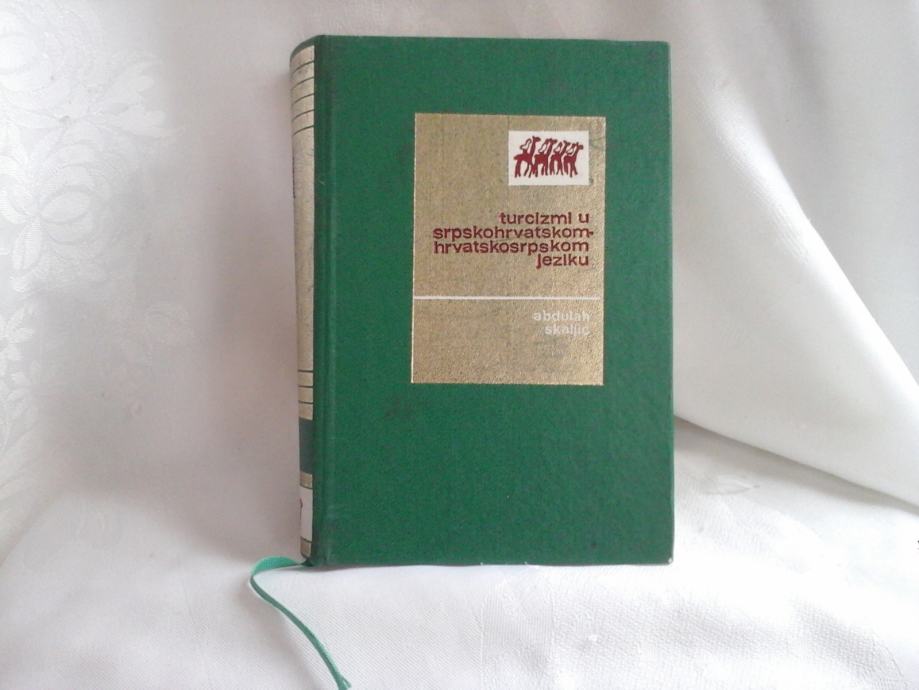 turcizmi u
srpskohrvatskom-
hrvatskosrpskom
jeziku
abdulah
škaljić